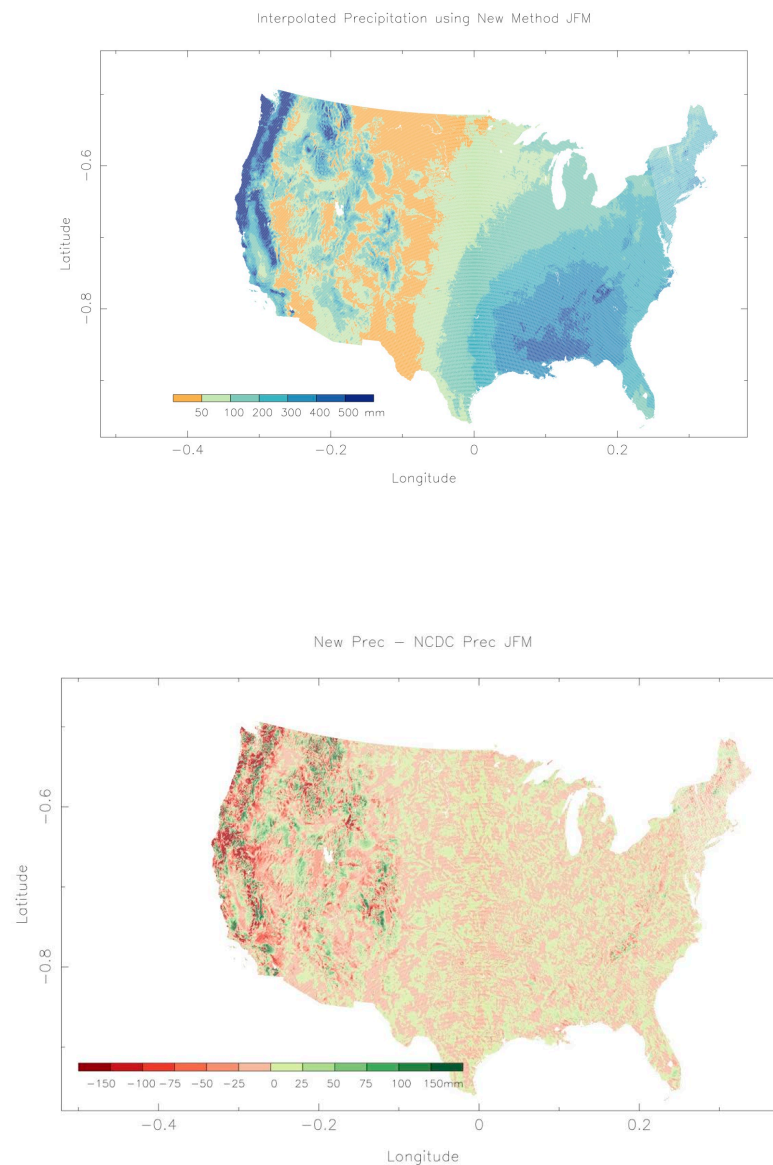 Interpolated Precipitation using New Method JFM
−0.6
Latitude
−0.8
50 100 200 300 400 500 mm
−0.4 −0.2 0 0.2
Longitude
New Prec − NCDC Prec JFM
−0.6
Latitude
−0.8
−150 −100 −75 −50 −25 0 25 50 75 100 150mm
−0.4 −0.2 0 0.2
Longitude